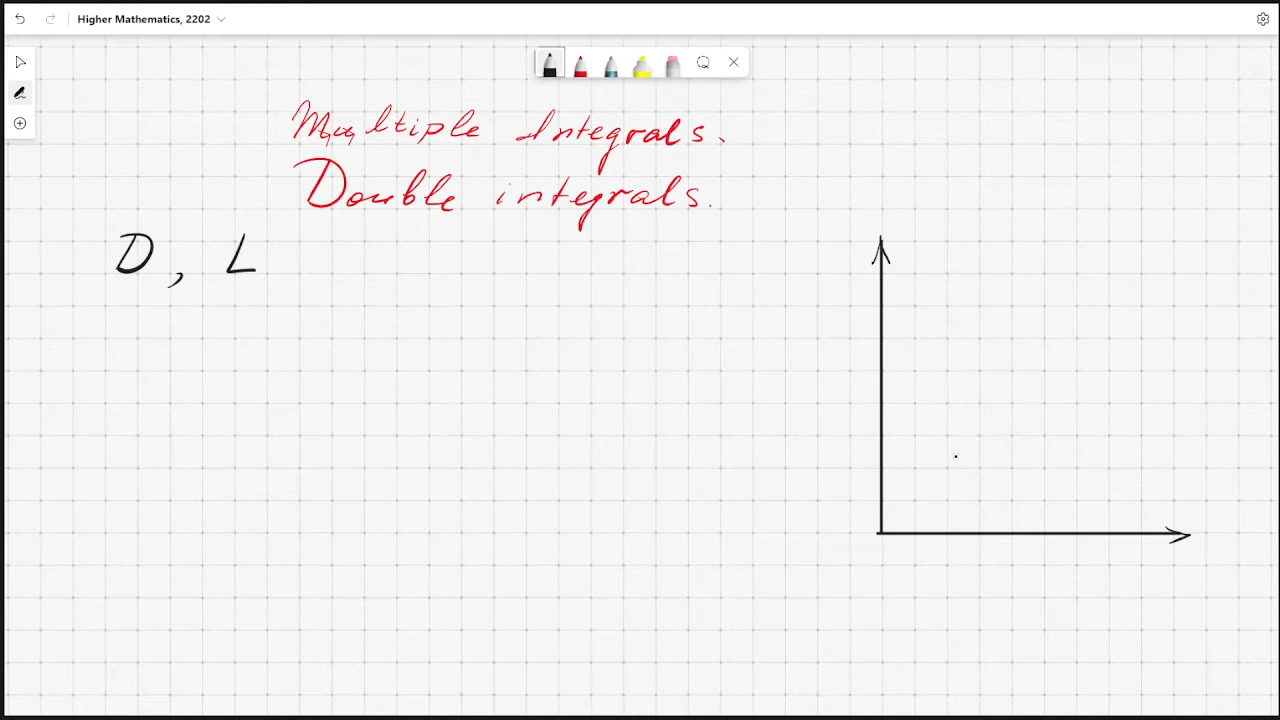 Higher Mathematics, 2202
Multiple Integrals.
Double integrals.
D, L